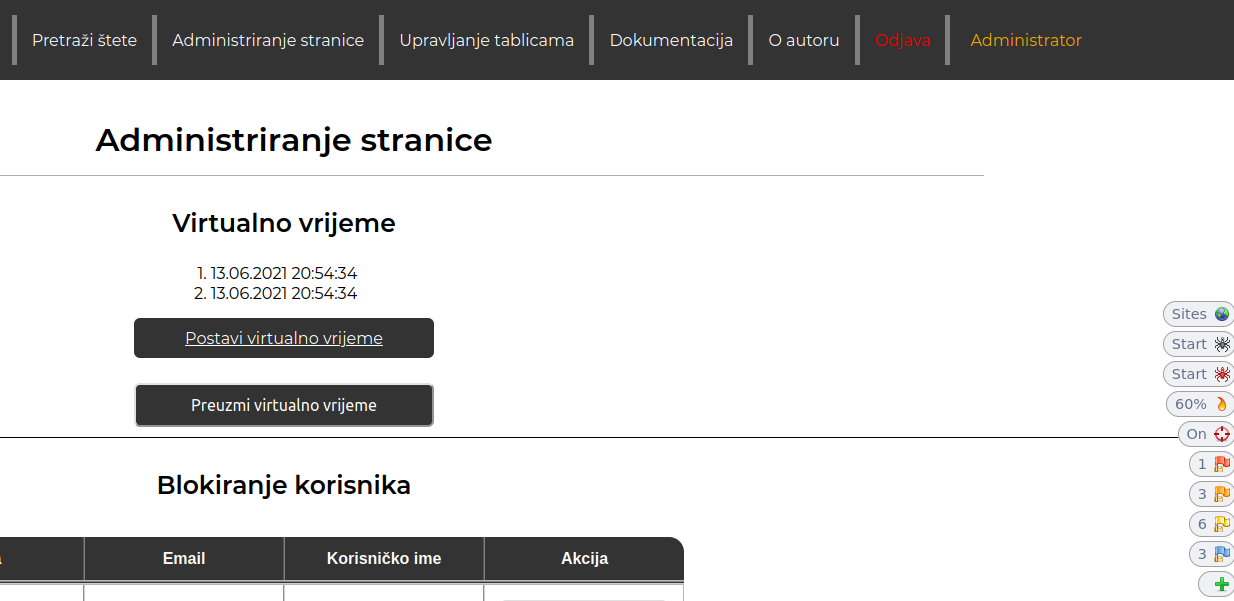 Pretraži štete Administriranje stranice Upravljanje tablicama Dokumentacija O autoru Odjava Administrator
Administriranje stranice
Virtualno vrijeme
1. 13.06.2021 20:54:34
2. 13.06.2021 20:54:34
Postavi virtualno vrijeme
Preuzmi virtualno vrijeme
Blokiranje korisnika
Email Korisničko ime Akcija
Sites
Start
Start
60%
On
1
3
6
3